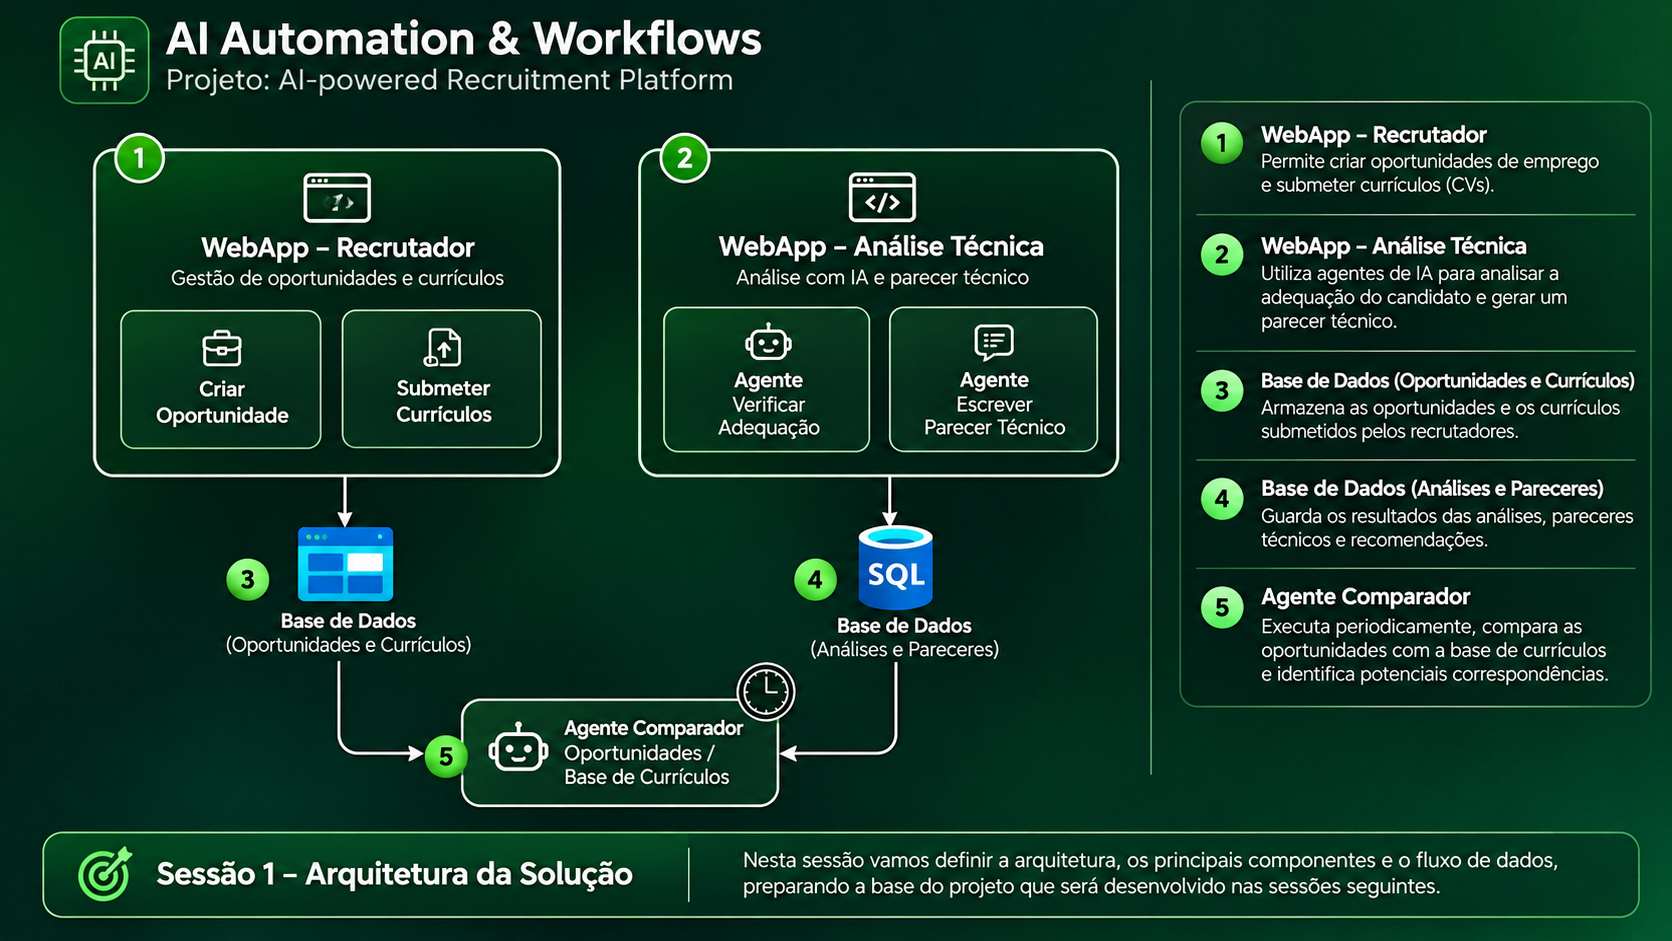 AI
AI Automation & Workflows
Projeto: AI-powered Recruitment Platform
1
WebApp – Recrutador
Gestão de oportunidades e currículos
Criar
Oportunidade
Submeter
Currículos
2
</>
WebApp – Análise Técnica
Análise com IA e parecer técnico
Agente
Verificar
Adequação
Agente
Escrever
Parecer Técnico
3
Base de Dados
(Oportunidades e Currículos)
4
SQL
Base de Dados
(Análises e Pareceres)
5
Agente Comparador
Oportunidades /
Base de Currículos
1
WebApp – Recrutador
Permite criar oportunidades de emprego
e submeter currículos (CVs).
2
WebApp – Análise Técnica
Utiliza agentes de IA para analisar a
adequação do candidato e gerar um
parecer técnico.
3
Base de Dados (Oportunidades e Currículos)
Armazena as oportunidades e os currículos
submetidos pelos recrutadores.
4
Base de Dados (Análises e Pareceres)
Guarda os resultados das análises, pareceres
técnicos e recomendações.
5
Agente Comparador
Executa periodicamente, compara as
oportunidades com a base de currículos
e identifica potenciais correspondências.
Sessão 1 – Arquitetura da Solução
Nesta sessão vamos definir a arquitetura, os principais componentes e o fluxo de dados,
preparando a base do projeto que será desenvolvido nas sessões seguintes.